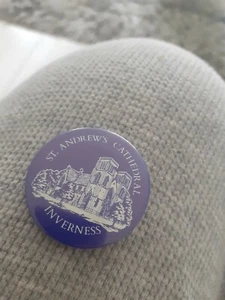 ST. ANDREW'S CATHEDRAL
INVERNESS